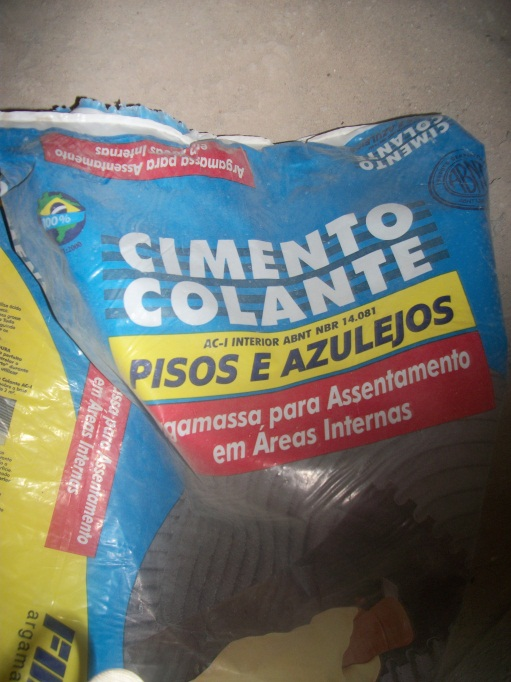 Argamassa para Assentamento
em Áreas Internas
CIMENTO
COLANTE
100%
CIMENTO
COLANTE
AC-I INTERIOR ABNT NBR 14.081
PISOS E AZULEJOS
gamassa para Assentamento
em Áreas Internas
assa para Assentamento
em Áreas Internas
argama